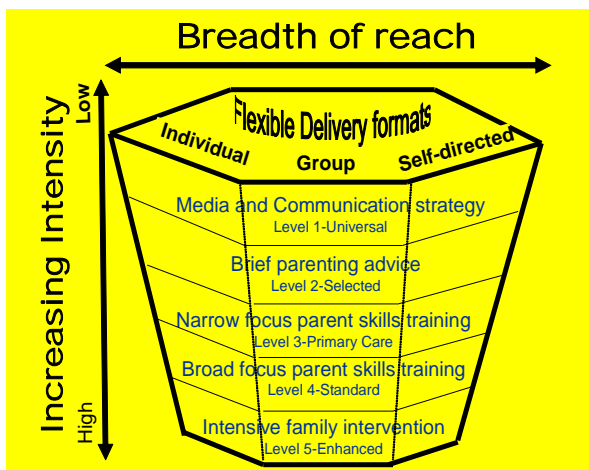 Breadth of reach
Increasing Intensity
Low
High
Flexible Delivery formats
Individual
Group
Self-directed
Media and Communication strategy
Level 1-Universal
Brief parenting advice
Level 2-Selected
Narrow focus parent skills training
Level 3-Primary Care
Broad focus parent skills training
Level 4-Standard
Intensive family intervention
Level 5-Enhanced